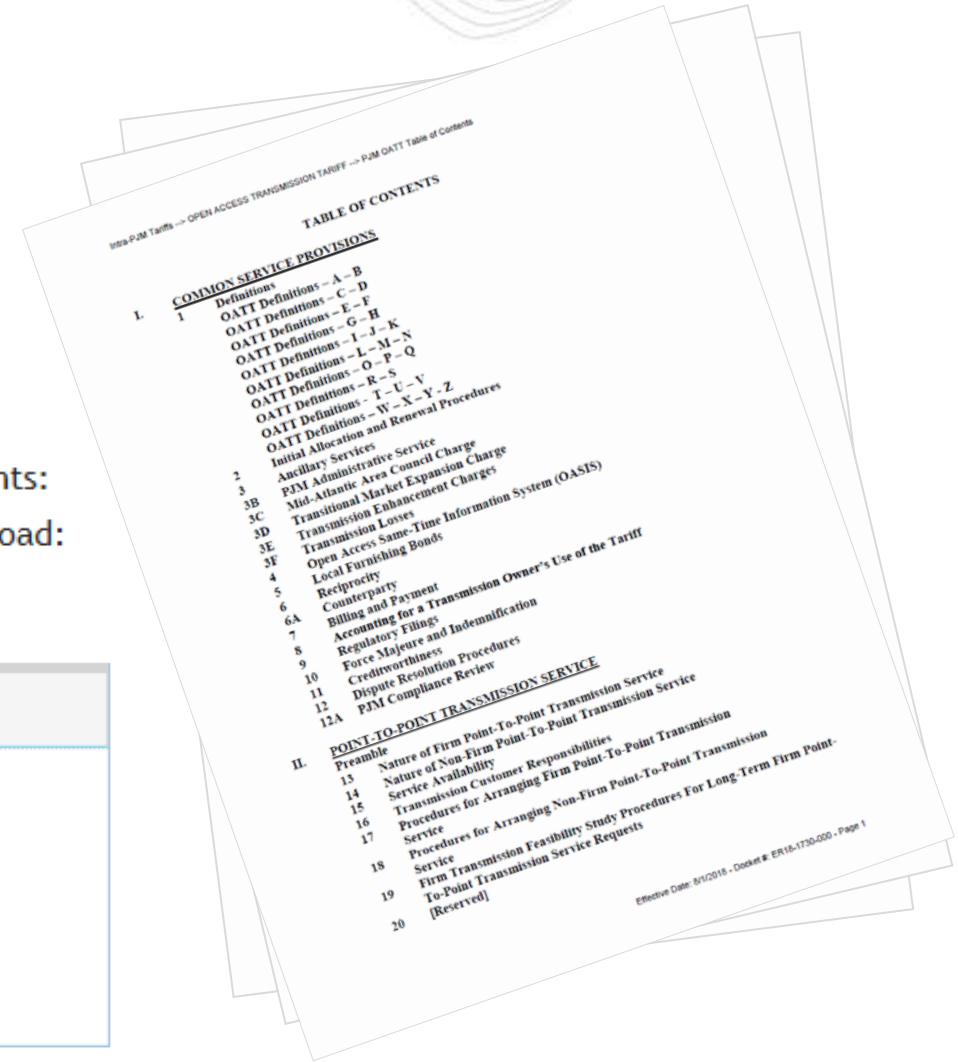 nts:
oad:
Intra-PJM Tariffs --> OPEN ACCESS TRANSMISSION TARIFF --> PJM OATT Table of Contents
TABLE OF CONTENTS
I. COMMON SERVICE PROVISIONS
1 Definitions
OATT Definitions – A – B
OATT Definitions – C – D
OATT Definitions – E – F
OATT Definitions – G – H
OATT Definitions – I – J – K
OATT Definitions – L – M – N
OATT Definitions – O – P – Q
OATT Definitions – R – S
OATT Definitions - T – U – V
OATT Definitions – W – X – Y - Z
2 Initial Allocation and Renewal Procedures
3 Ancillary Services
3B PJM Administrative Service
3C Mid-Atlantic Area Council Charge
3D Transitional Market Expansion Charge
3E Transmission Enhancement Charges
3F Transmission Losses
4 Open Access Same-Time Information System (OASIS)
5 Local Furnishing Bonds
6 Reciprocity
6A Counterparty
7 Billing and Payment
8 Accounting for a Transmission Owner's Use of the Tariff
9 Regulatory Filings
10 Force Majeure and Indemnification
11 Creditworthiness
12 Dispute Resolution Procedures
12A PJM Compliance Review
II. POINT-TO-POINT TRANSMISSION SERVICE
Preamble
13 Nature of Firm Point-To-Point Transmission Service
14 Nature of Non-Firm Point-To-Point Transmission Service
15 Service Availability
16 Transmission Customer Responsibilities
17 Procedures for Arranging Firm Point-To-Point Transmission
Service
18 Procedures for Arranging Non-Firm Point-To-Point Transmission
Service
19 Firm Transmission Feasibility Study Procedures For Long-Term Firm Point-
To-Point Transmission Service Requests
20 [Reserved]
Effective Date: 8/1/2018 - Docket #: ER18-1730-000 - Page 1